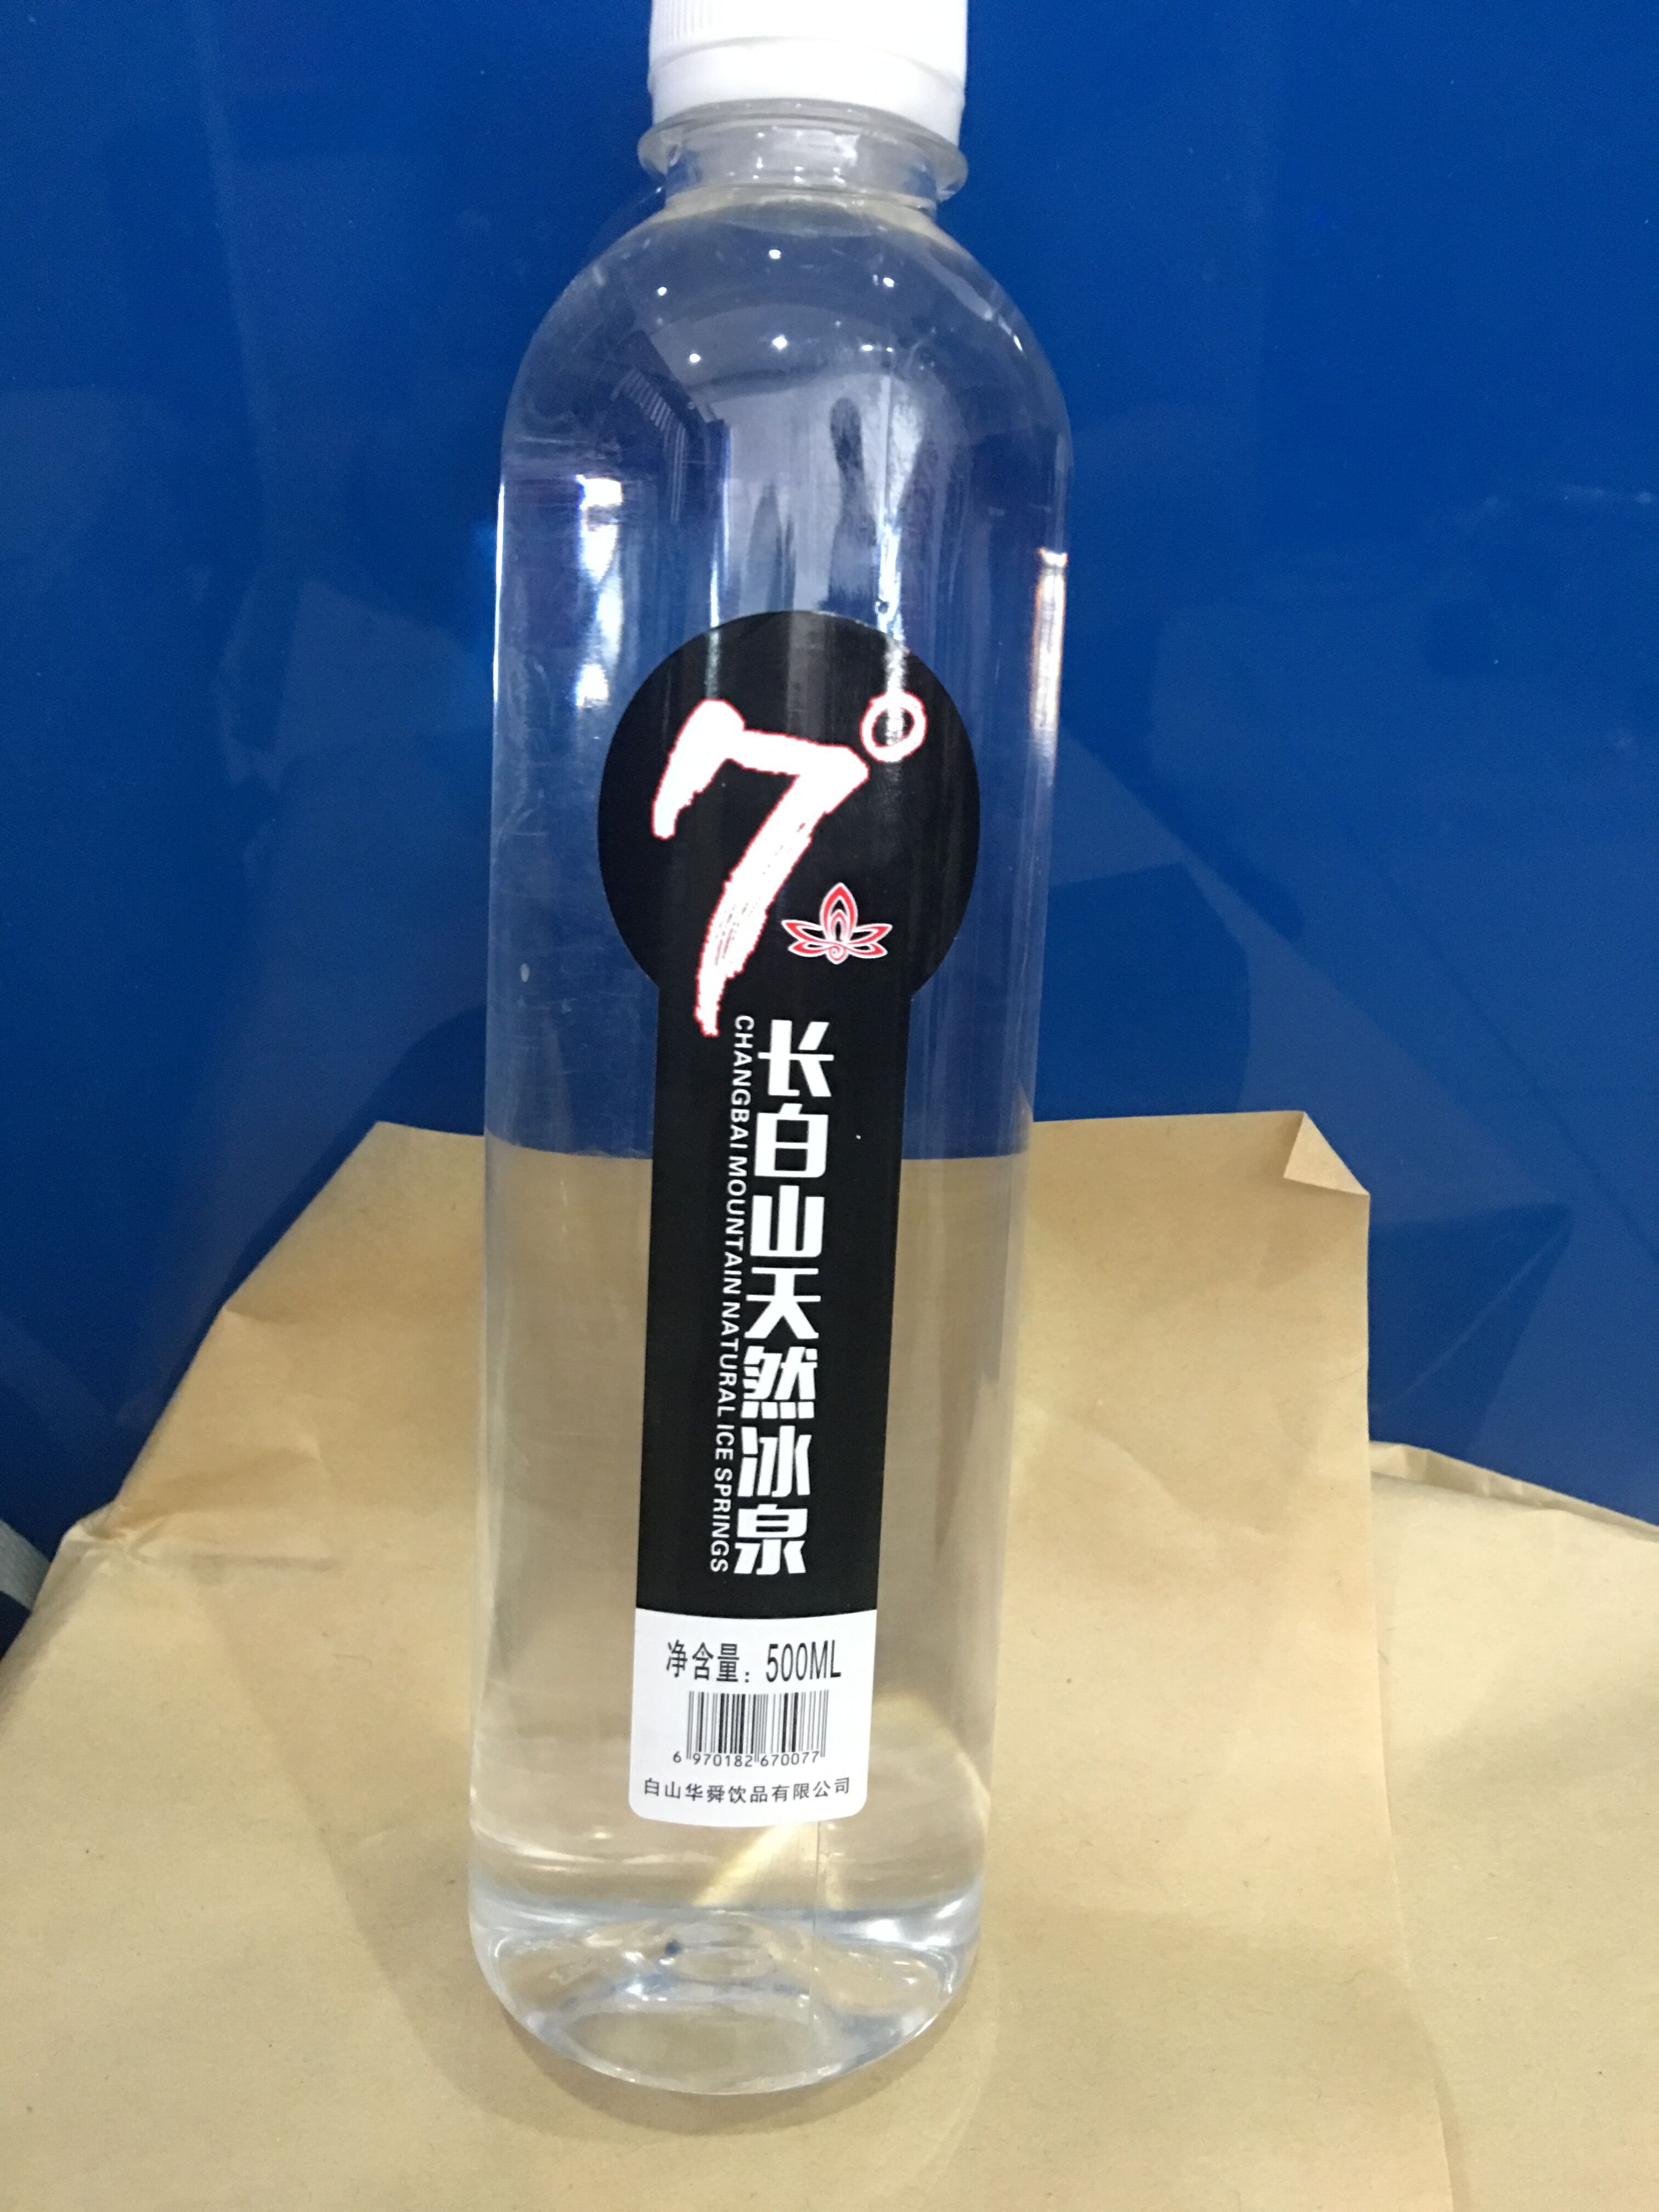 7°
长白山天然冰泉
CHANGBAI MOUNTAIN NATURAL ICE SPRINGS
净含量：500ML
6 970182 670077
白山华舜饮品有限公司